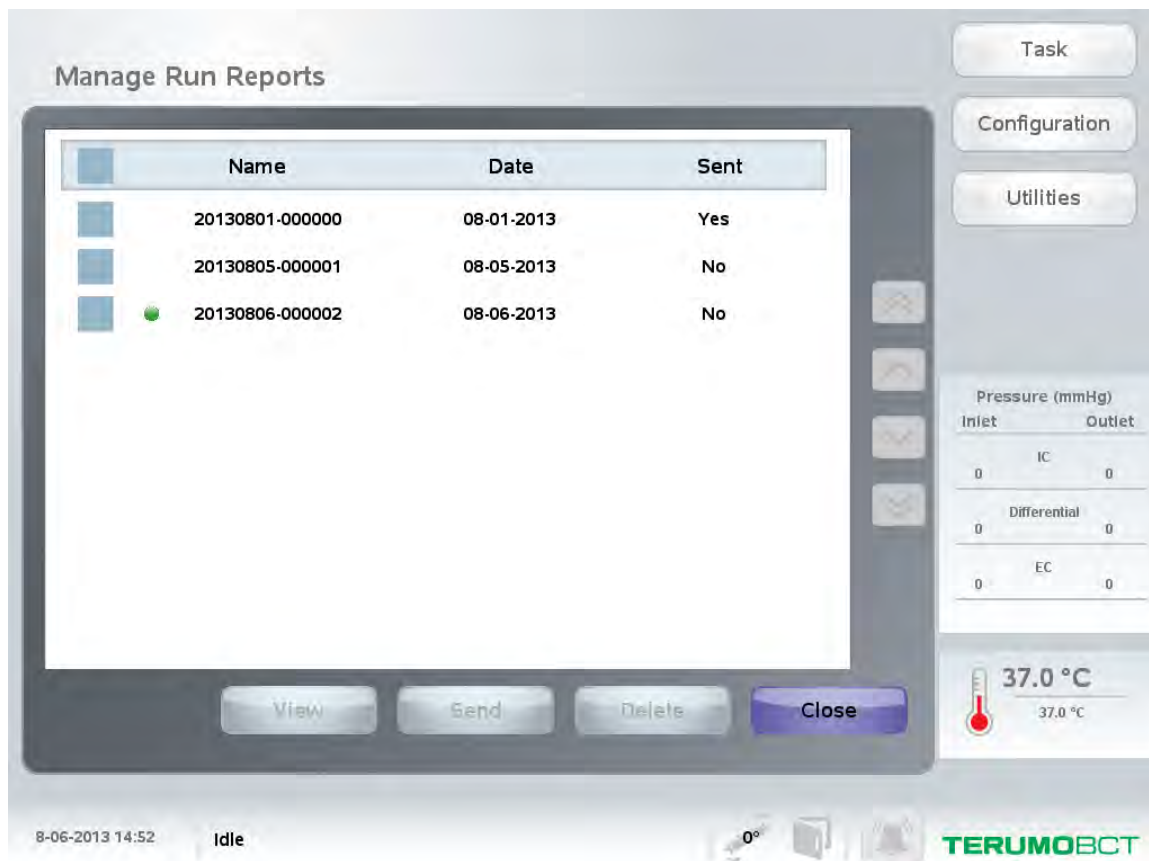 Manage Run Reports
Name Date Sent
20130801-000000 08-01-2013 Yes
20130805-000001 08-05-2013 No
20130806-000002 08-06-2013 No
View Send Delete Close
Task
Configuration
Utilities
Pressure (mmHg)
Inlet Outlet
IC
0 0
Differential
0 0
EC
0 0
37.0 °C
37.0 °C
8-06-2013 14:52 Idle 0° TERUMOBCT